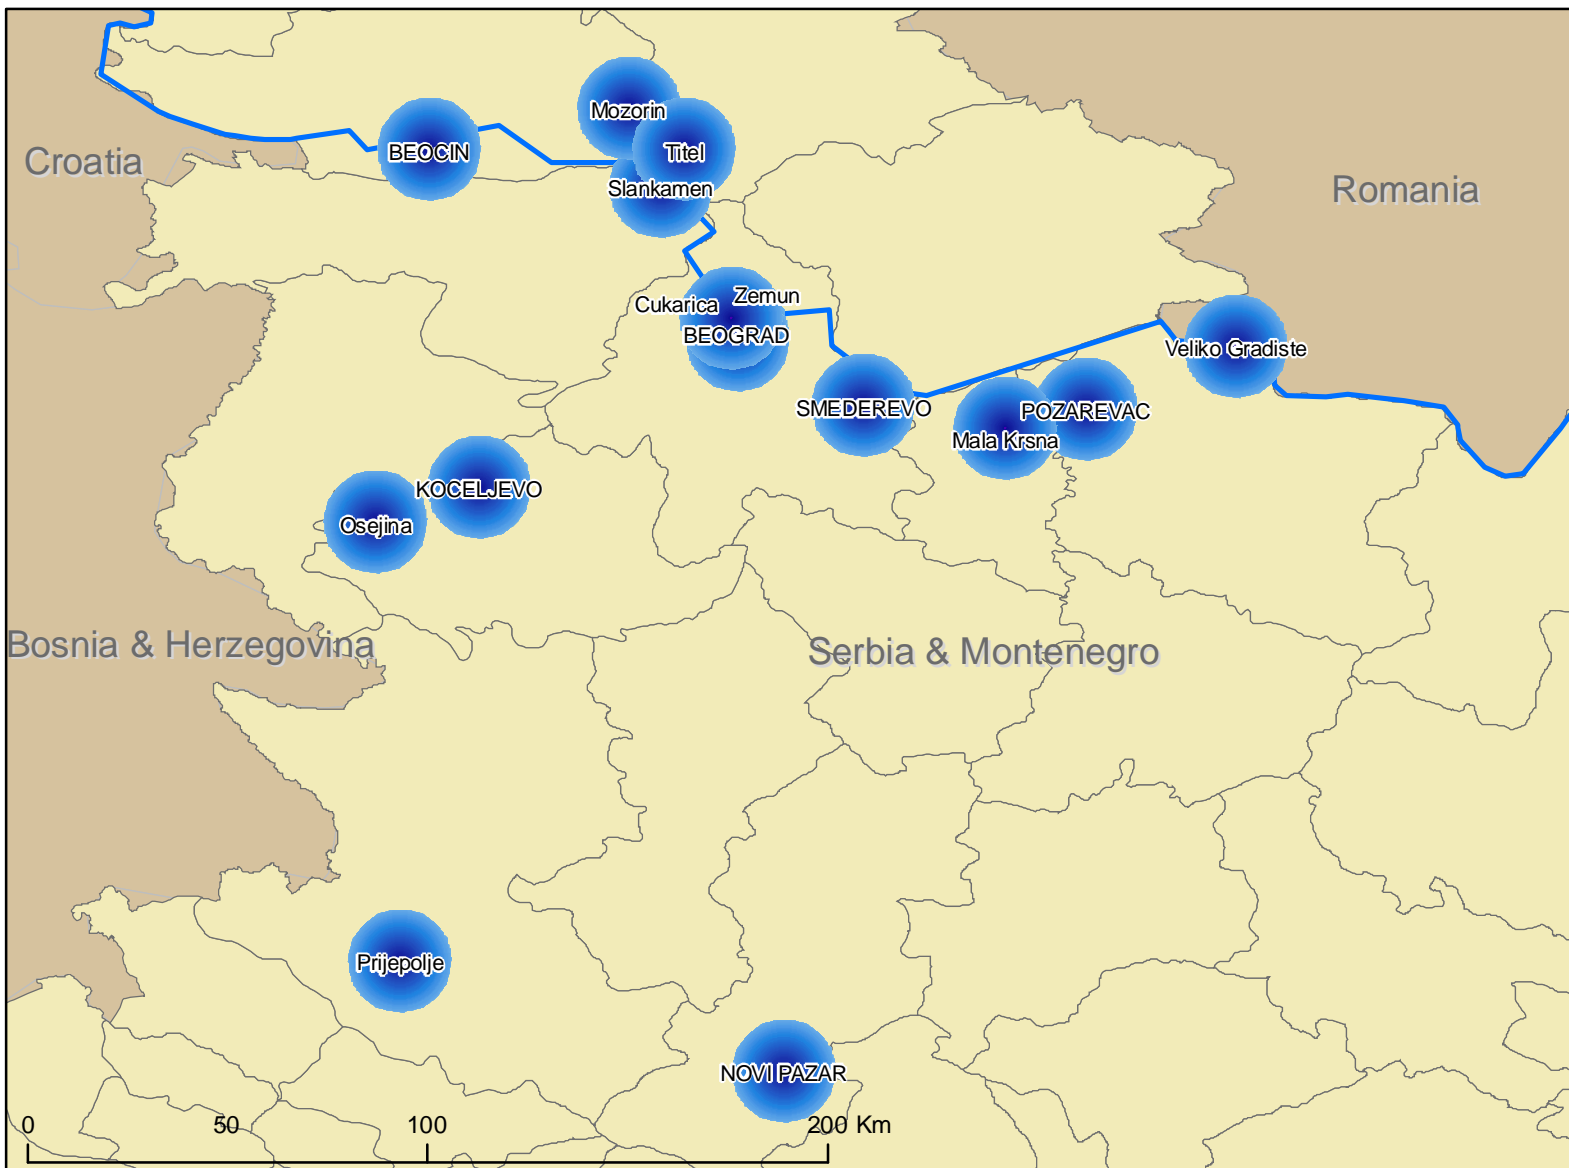 Mozorin
BEOCIN
Titel
Croatia
Slankamen
Romania
Cukarica
Zemun
BEOGRAD
Veliko Gradiste
SMEDEREVO
POZAREVAC
Mala Krsna
KOCELJEVO
Osejina
Bosnia & Herzegovina
Serbia & Montenegro
Prijepolje
NOVI PAZAR
0 50 100 200 Km